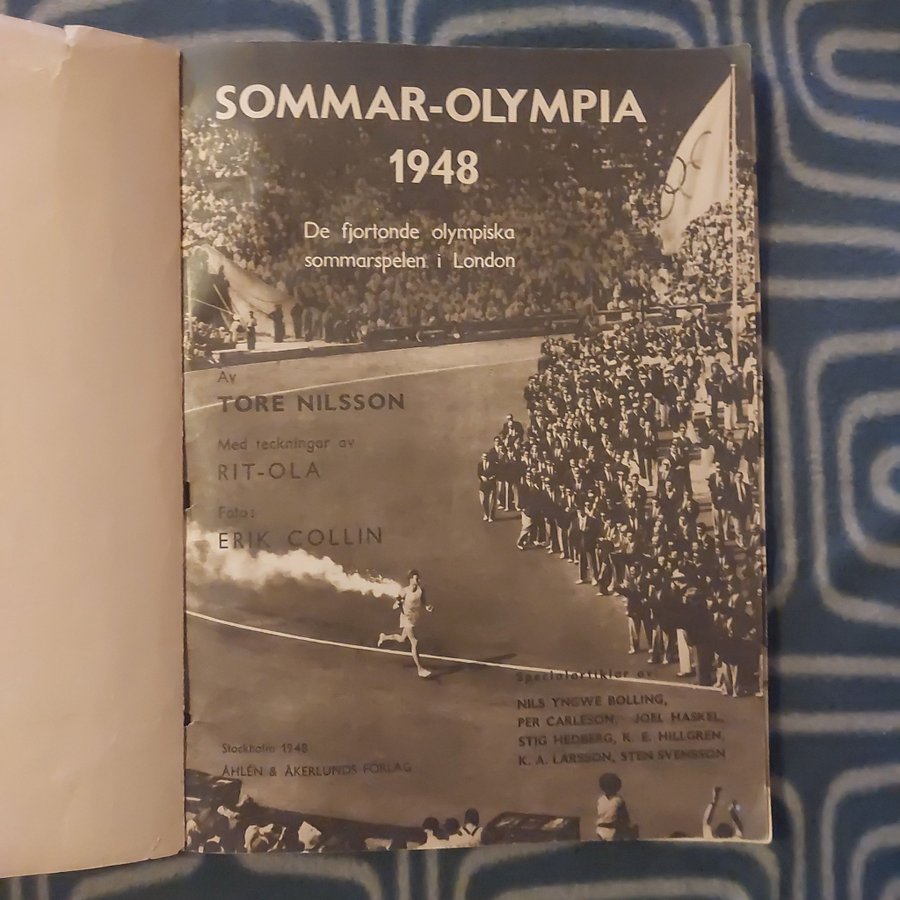 SOMMAR-OLYMPIA
1948
De fjortonde olympiska
sommarspelen i London
Av
TORE NILSSON
Med teckningar av
RIT-OLA
Foto:
ERIK COLLIN
Specialartiklar av
NILS YNGWE BOLLING,
PER CARLESON, JOEL HASKEL,
STIG HEDBERG, K. E. HILLGREN,
K. A. LARSSON, STEN SVENSSON
Stockholm 1948
ÅHLÉN & ÅKERLUNDS FÖRLAG